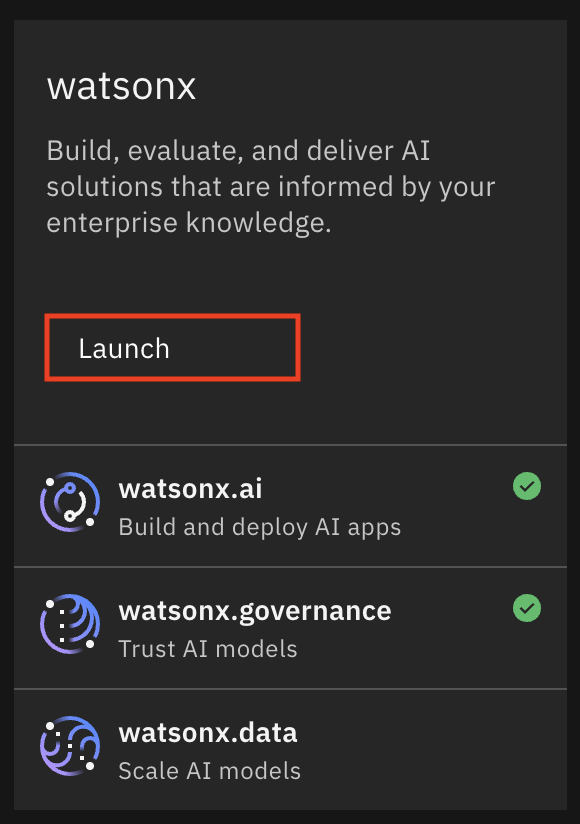 watsonx
Build, evaluate, and deliver AI
solutions that are informed by your
enterprise knowledge.
Launch
watsonx.ai
Build and deploy AI apps
watsonx.governance
Trust AI models
watsonx.data
Scale AI models